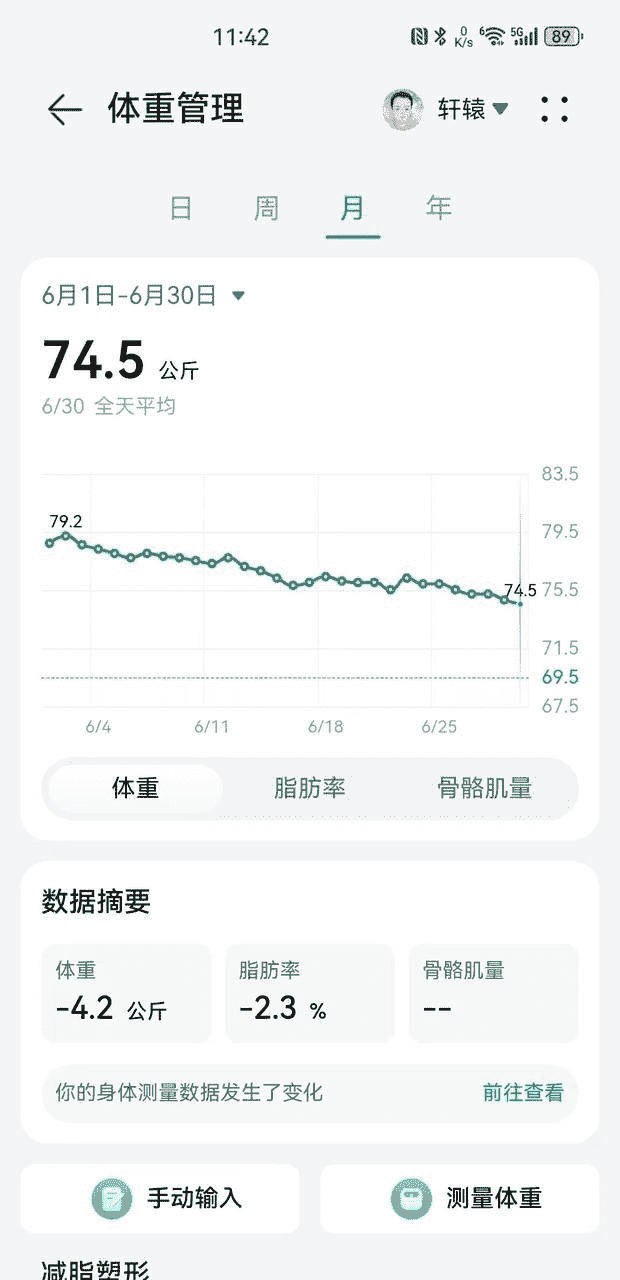 11:42
0 K/s 6 5G 89
体重管理 轩辕
日 周 月 年
6月1日-6月30日
74.5 公斤
6/30 全天平均
83.5
79.2
79.5
74.5
75.5
71.5
69.5
67.5
6/4 6/11 6/18 6/25
体重 脂肪率 骨骼肌量
数据摘要
体重 脂肪率 骨骼肌量
-4.2 公斤 -2.3 % --
你的身体测量数据发生了变化 前往查看
手动输入 测量体重
减脂塑形